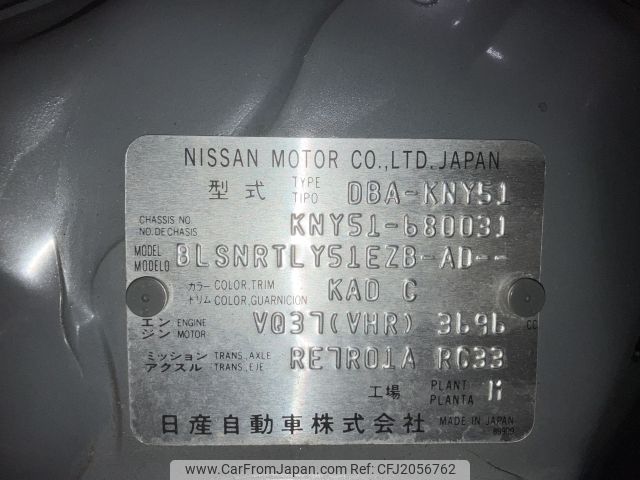 NISSAN MOTOR CO.,LTD.JAPAN
型式 TYPE TIPO DBA-KNY51
CHASSIS NO NO.DE CHASIS KNY51-680031
MODEL MODELO BLSNRTLY51EZB-AD--
カラー COLOR,TRIM トリム COLOR,GUARNICION KAD C
エンジン ENGINE MOTOR VQ37(VHR) 3696 CC
ミッション TRANS.AXLE アクスル TRANS.EJE RE7R01A RC33
工場 PLANT PLANTA
日産自動車株式会社 MADE IN JAPAN
www.CarFromJapan.com | © CarFromJapan.com | CFJ2056762